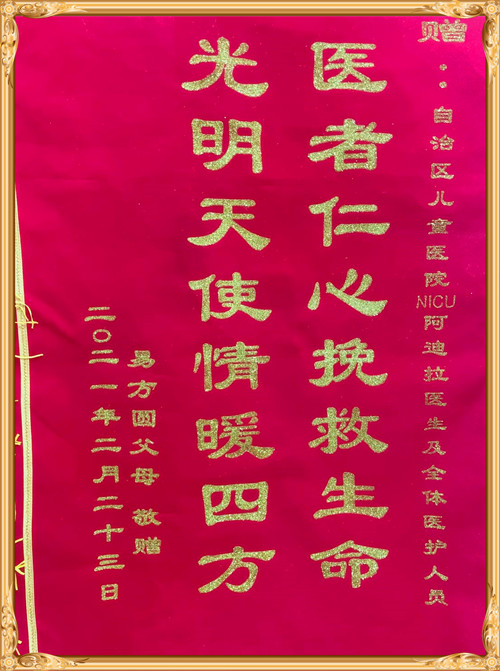 赠：自治区儿童医院NICU阿迪拉医生及全体医护人员
医者仁心挽救生命
光明天使情暖四方
易方圆父母 敬赠
二〇二一年二月二十三日